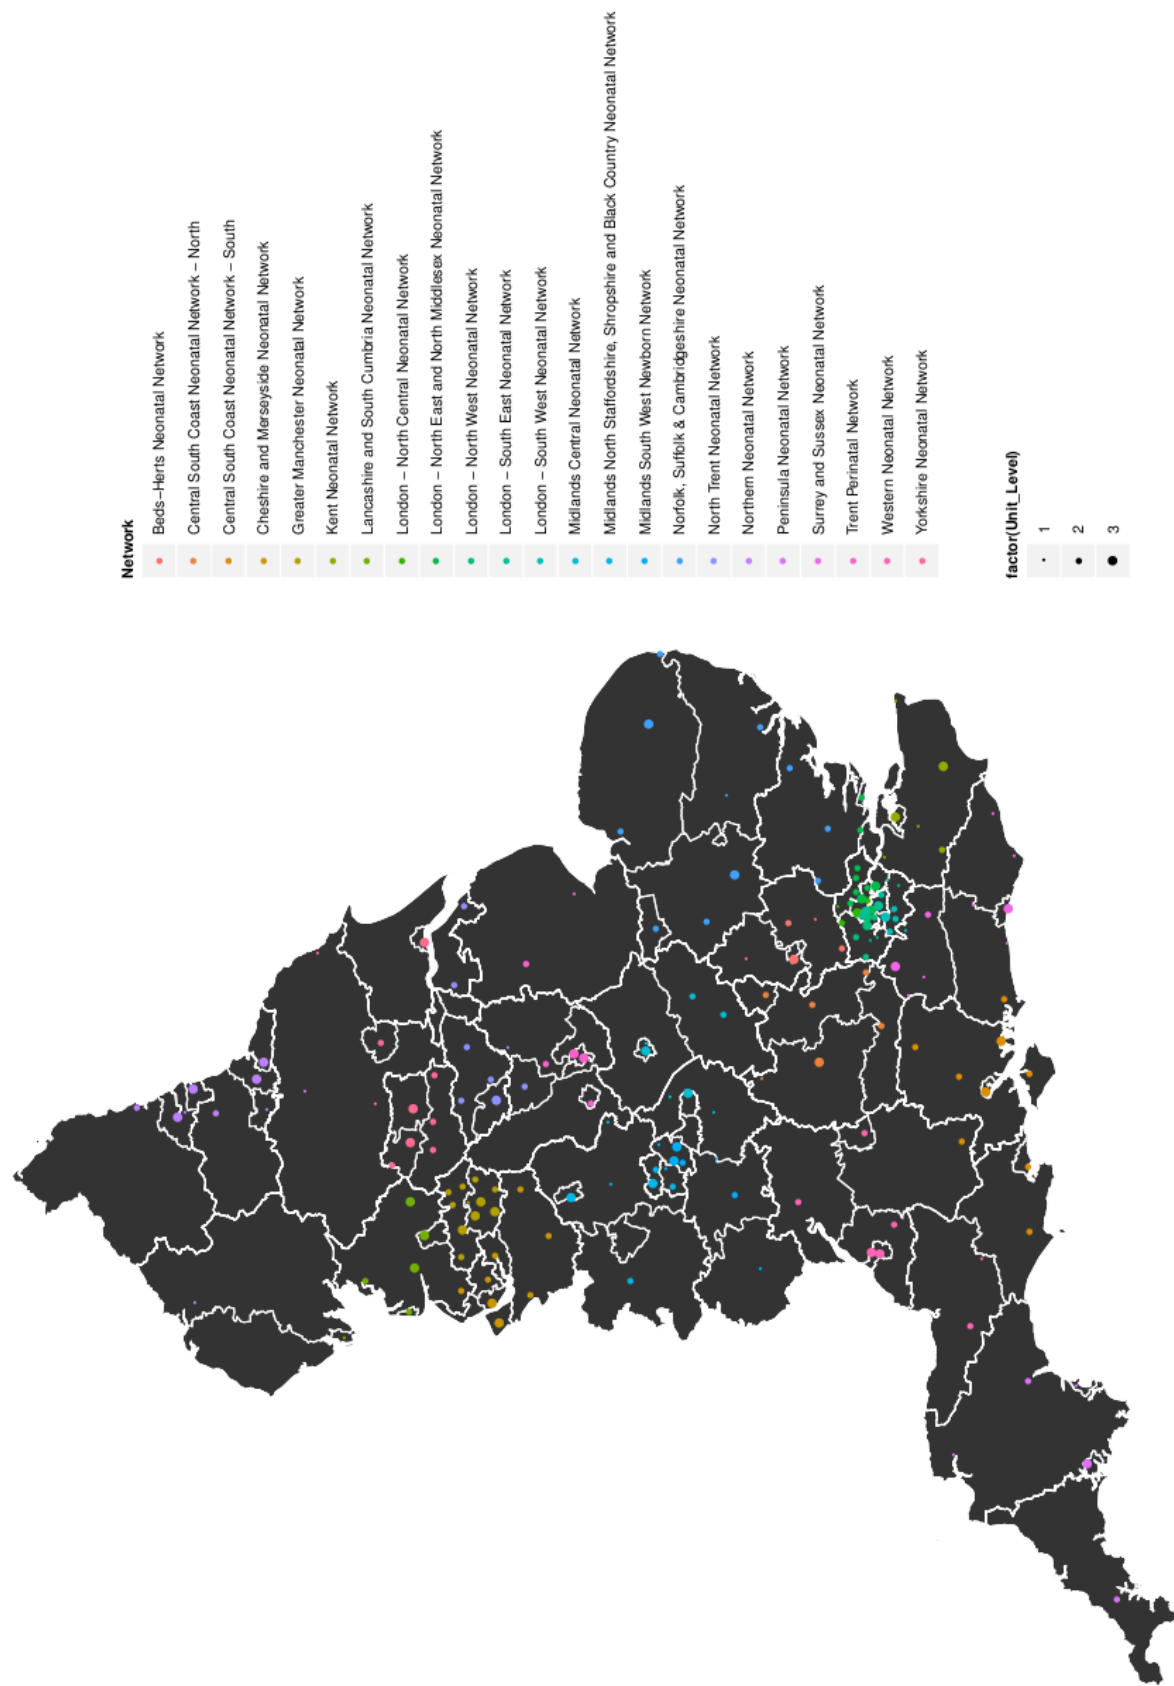 Network
Beds−Herts Neonatal Network
Central South Coast Neonatal Network − North
Central South Coast Neonatal Network − South
Cheshire and Merseyside Neonatal Network
Greater Manchester Neonatal Network
Kent Neonatal Network
Lancashire and South Cumbria Neonatal Network
London − North Central Neonatal Network
London − North East and North Middlesex Neonatal Network
London − North West Neonatal Network
London − South East Neonatal Network
London − South West Neonatal Network
Midlands Central Neonatal Network
Midlands North Staffordshire, Shropshire and Black Country Neonatal Network
Midlands South West Newborn Network
Norfolk, Suffolk & Cambridgeshire Neonatal Network
North Trent Neonatal Network
Northern Neonatal Network
Peninsula Neonatal Network
Surrey and Sussex Neonatal Network
Trent Perinatal Network
Western Neonatal Network
Yorkshire Neonatal Network
factor(Unit_Level)
1
2
3